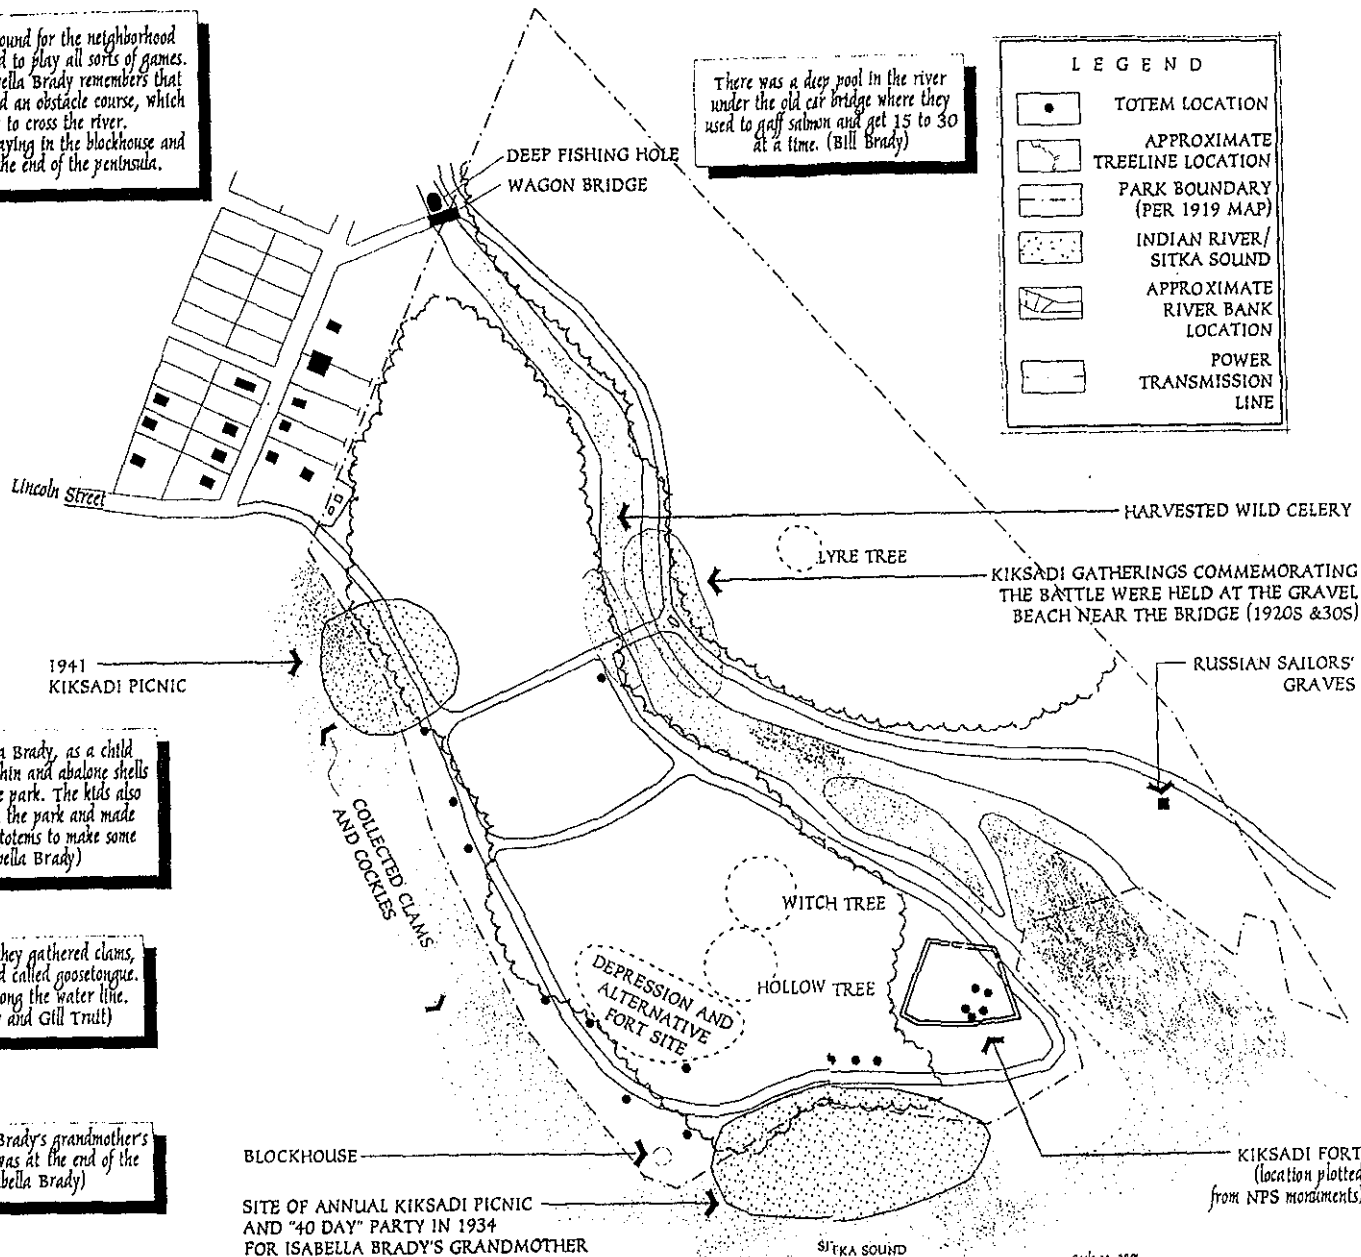 ound for the neighborhood
to play all sorts of games.
ella Brady remembers that
an obstacle course, which
to cross the river.
aying in the blockhouse and
the end of the peninsula.
There was a deep pool in the river
under the old car bridge where they
used to gaff salmon and get 15 to 30
at a time. (Bill Brady)
LEGEND
TOTEM LOCATION
APPROXIMATE
TREELINE LOCATION
PARK BOUNDARY
(PER 1919 MAP)
INDIAN RIVER/
SITKA SOUND
APPROXIMATE
RIVER BANK
LOCATION
POWER
TRANSMISSION
LINE
DEEP FISHING HOLE
WAGON BRIDGE
Lincoln Street
HARVESTED WILD CELERY
LYRE TREE
KIKSADI GATHERINGS COMMEMORATING
THE BATTLE WERE HELD AT THE GRAVEL
BEACH NEAR THE BRIDGE (1920S &30S)
1941
KIKSADI PICNIC
RUSSIAN SAILORS'
GRAVES
a Brady, as a child
hin and abalone shells
e park. The kids also
the park and made
totems to make some
bella Brady)
COLLECTED CLAMS
AND COCKLES
WITCH TREE
HOLLOW TREE
DEPRESSION AND
ALTERNATIVE
FORT SITE
they gathered clams,
d called goosetongue.
ong the water line.
and Gill Truitt)
Brady's grandmother's
was at the end of the
bella Brady)
BLOCKHOUSE
KIKSADI FORT
(location plotted
from NPS monuments)
SITE OF ANNUAL KIKSADI PICNIC
AND "40 DAY" PARTY IN 1934
FOR ISABELLA BRADY'S GRANDMOTHER
SITKA SOUND